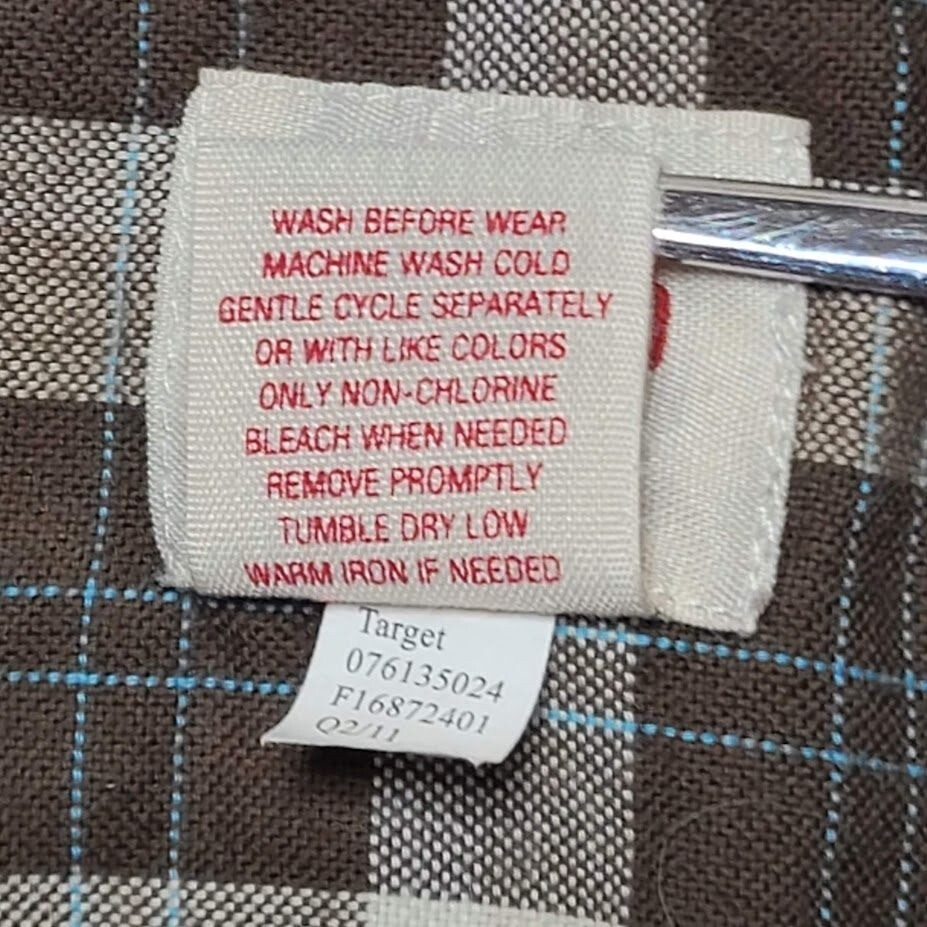 WASH BEFORE WEAR
MACHINE WASH COLD
GENTLE CYCLE SEPARATELY
OR WITH LIKE COLORS
ONLY NON-CHLORINE
BLEACH WHEN NEEDED
REMOVE PROMPTLY
TUMBLE DRY LOW
WARM IRON IF NEEDED
Target
076135024
F16872401
Q2/11